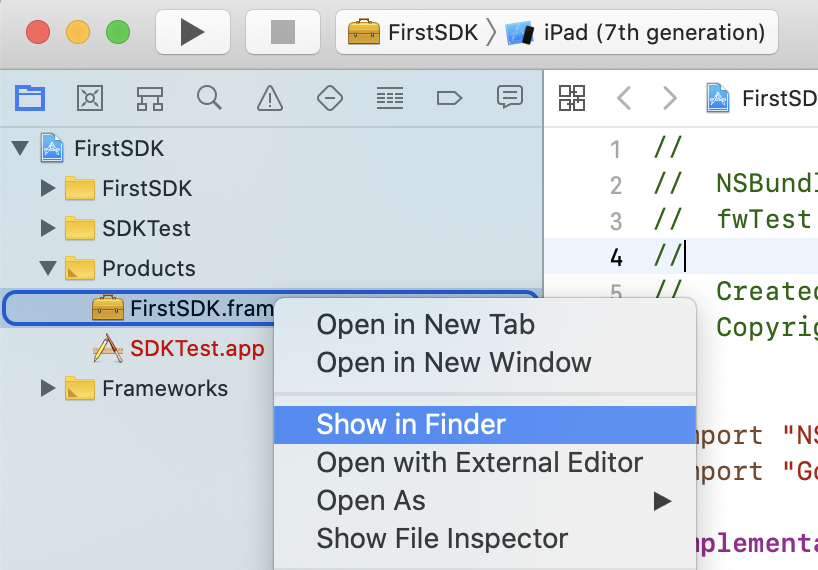 FirstSDK
iPad (7th generation)
FirstSD
FirstSDK
FirstSDK
SDKTest
Products
FirstSDK.fram
SDKTest.app
Frameworks
Open in New Tab
Open in New Window
Show in Finder
Open with External Editor
Open As
Show File Inspector
1 //
2 // NSBundl
3 // fwTest
4 //
5 // Created
Copyrig
mport "NS
mport "Go
mplementa